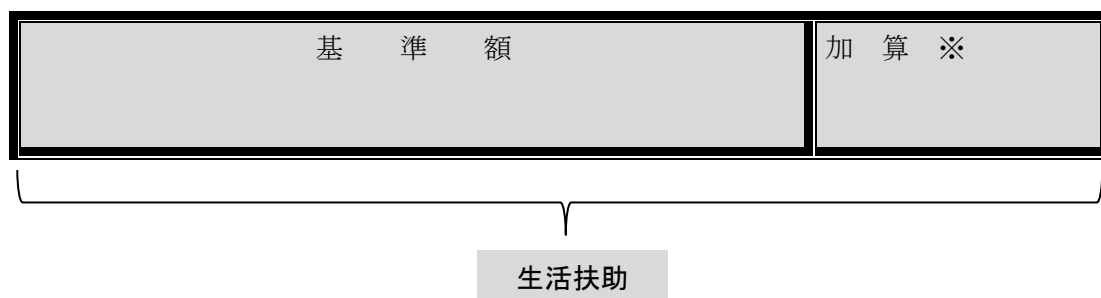 基 準 額
加 算 ※
生活扶助